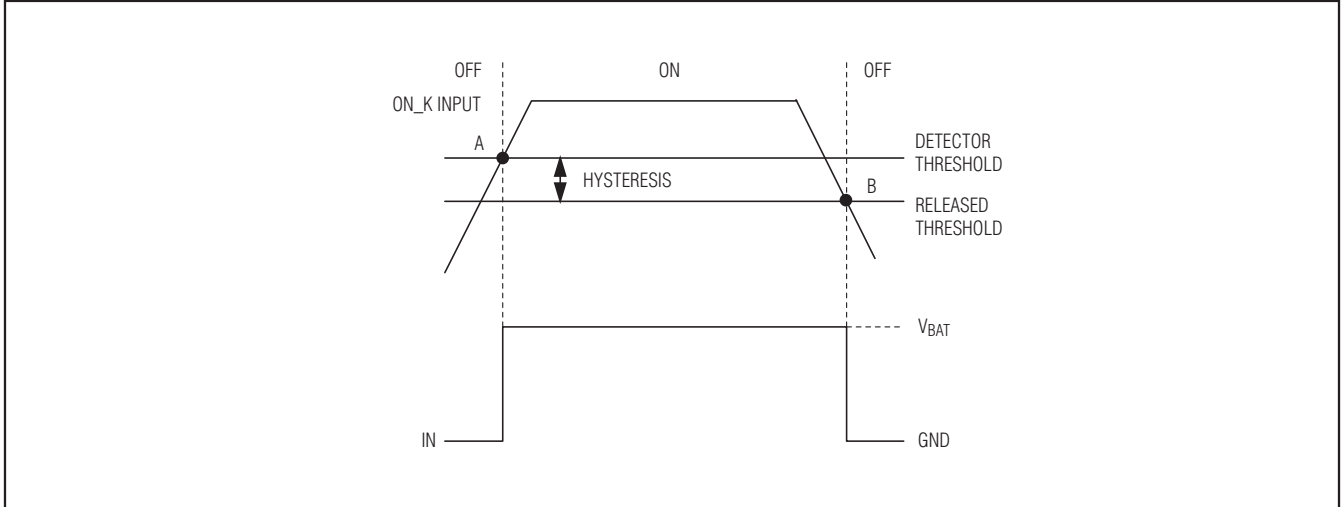 OFF
ON
OFF
ON_K INPUT
A
DETECTOR
THRESHOLD
HYSTERESIS
B
RELEASED
THRESHOLD
VBAT
IN
GND